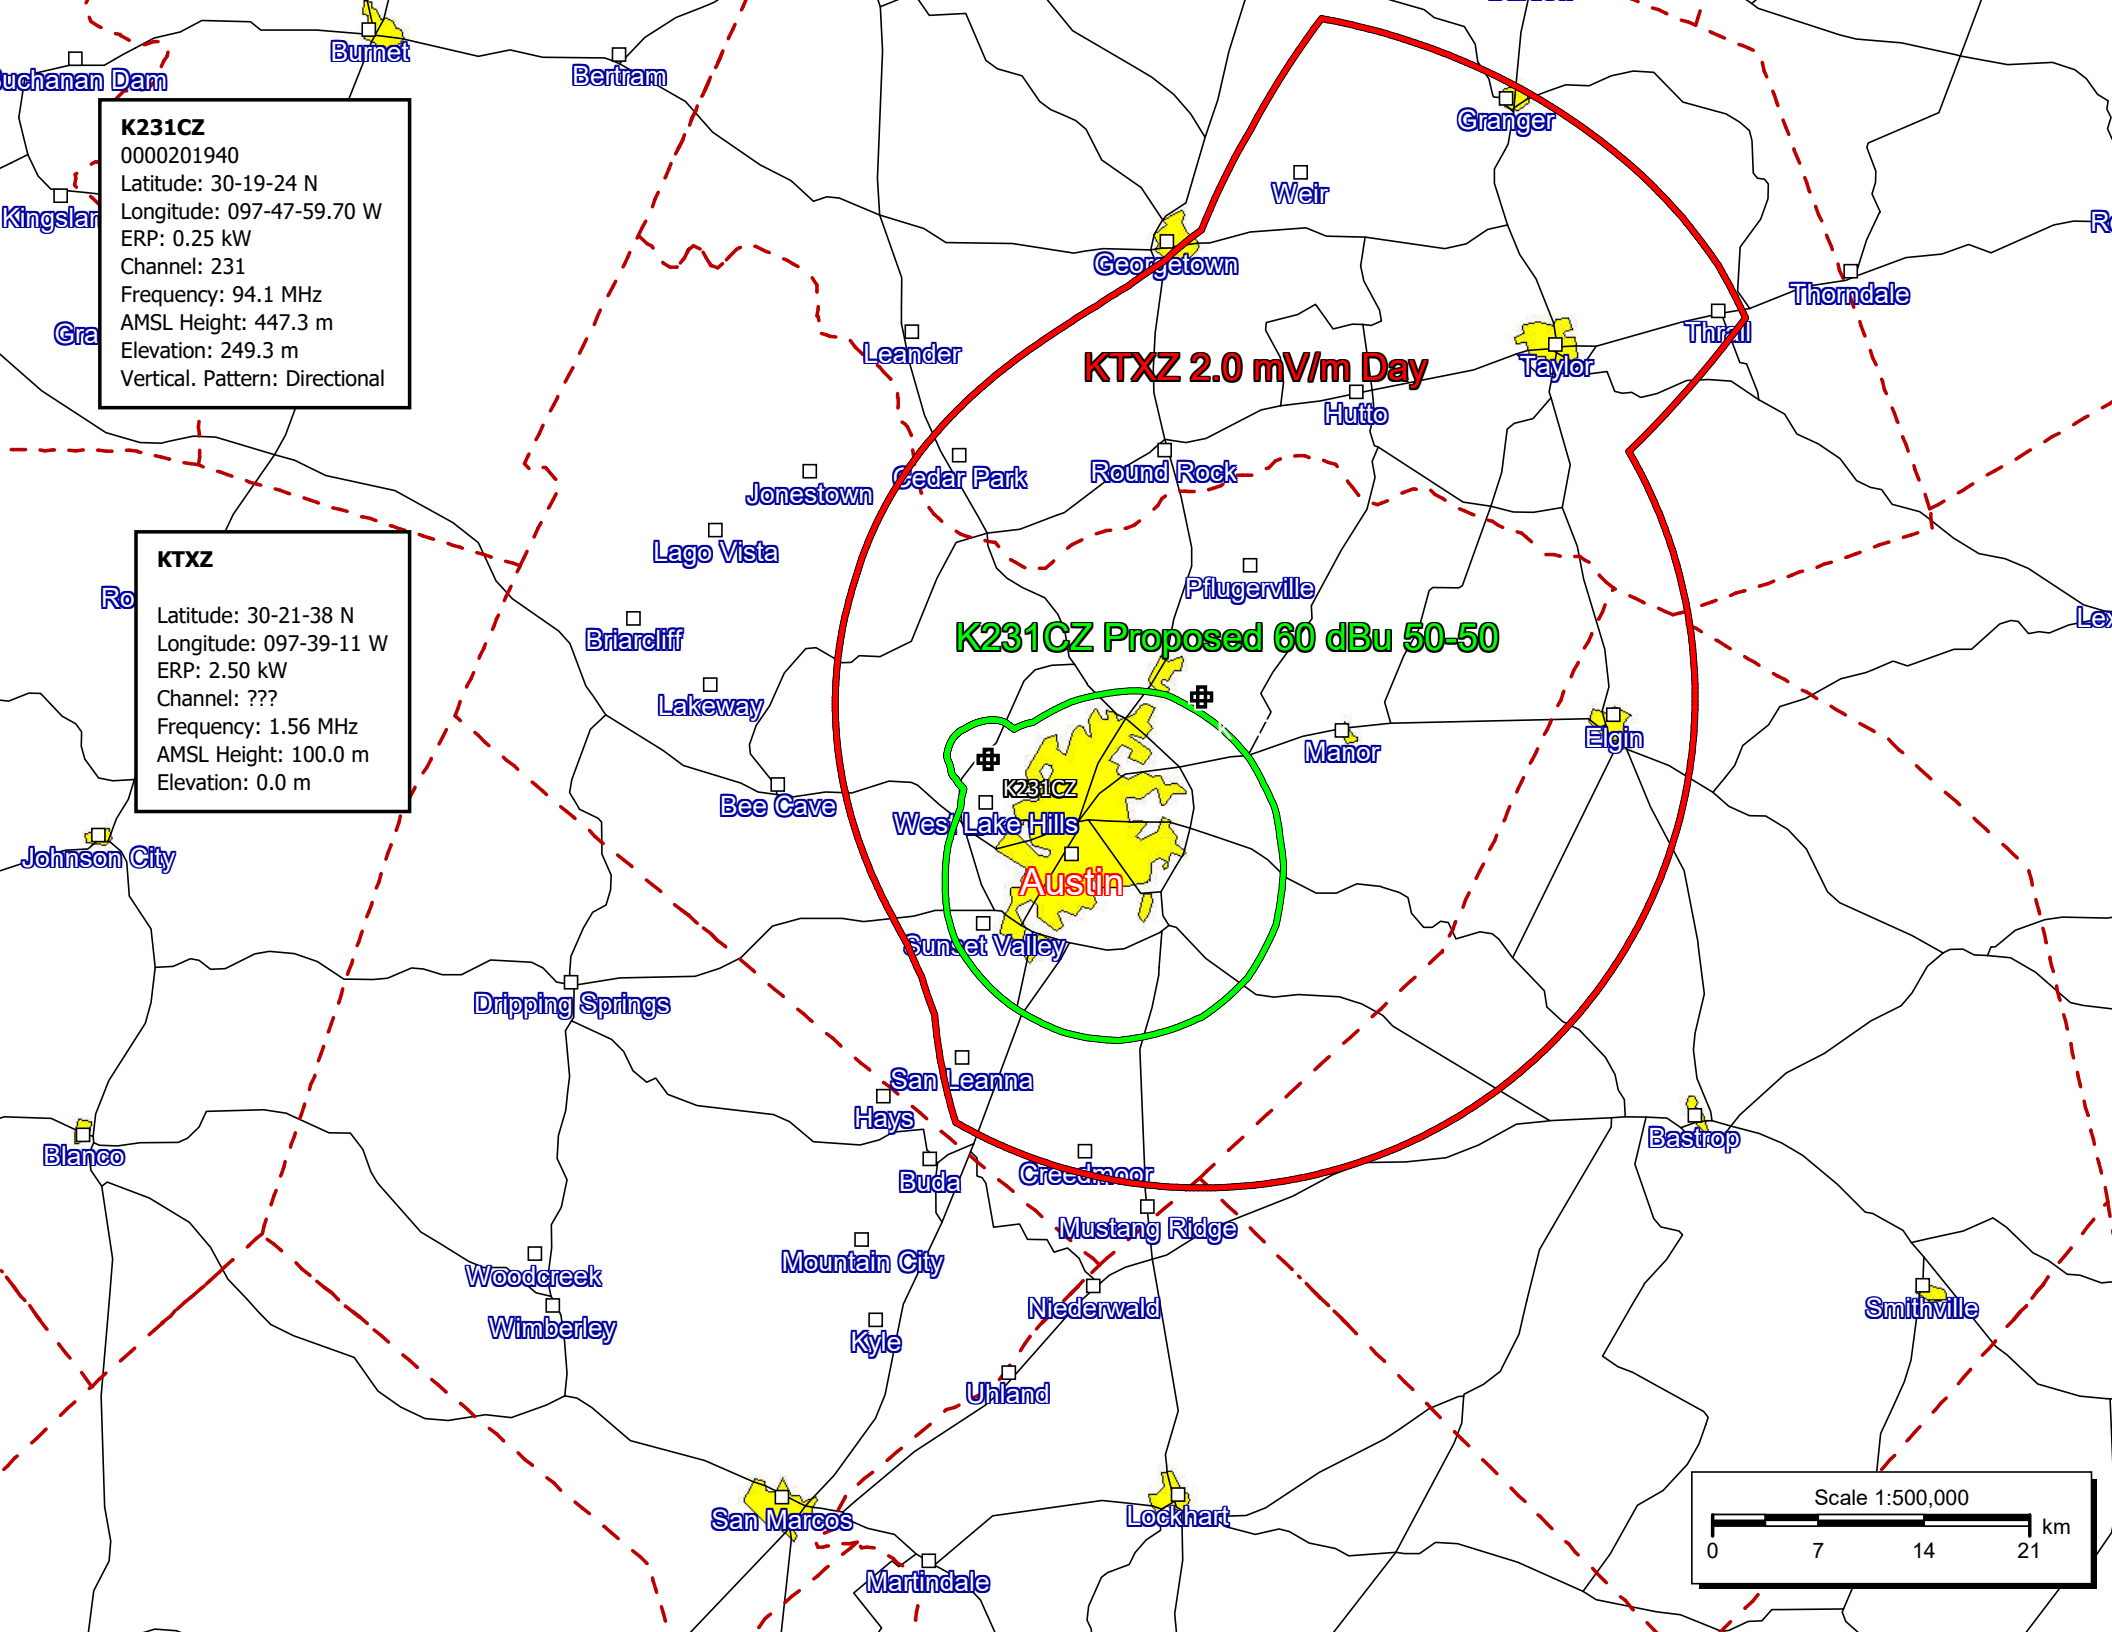 Burnet
Bertram
uchanan Dam
K231CZ
0000201940
Latitude: 30-19-24 N
Longitude: 097-47-59.70 W
ERP: 0.25 kW
Channel: 231
Frequency: 94.1 MHz
AMSL Height: 447.3 m
Elevation: 249.3 m
Vertical. Pattern: Directional
Granger
Weir
Kingslan
Georgetown
Thorndale
Gra
Leander
Thrall
KTXZ 2.0 mV/m Day
Taylor
Hutto
Cedar Park
Round Rock
Jonestown
Lago Vista
KTXZ
Latitude: 30-21-38 N
Longitude: 097-39-11 W
ERP: 2.50 kW
Channel: ???
Frequency: 1.56 MHz
AMSL Height: 100.0 m
Elevation: 0.0 m
Pflugerville
Ro
Lex
Briarcliff
K231CZ Proposed 60 dBu 50-50
Lakeway
Elgin
Manor
K231CZ
Bee Cave
West Lake Hills
Johnson City
Austin
Sunset Valley
Dripping Springs
San Leanna
Hays
Bastrop
Blanco
Creedmoor
Buda
Mustang Ridge
Mountain City
Woodcreek
Niederwald
Smithville
Wimberley
Kyle
Uhland
Scale 1:500,000
km
0 7 14 21
San Marcos
Lockhart
Martindale